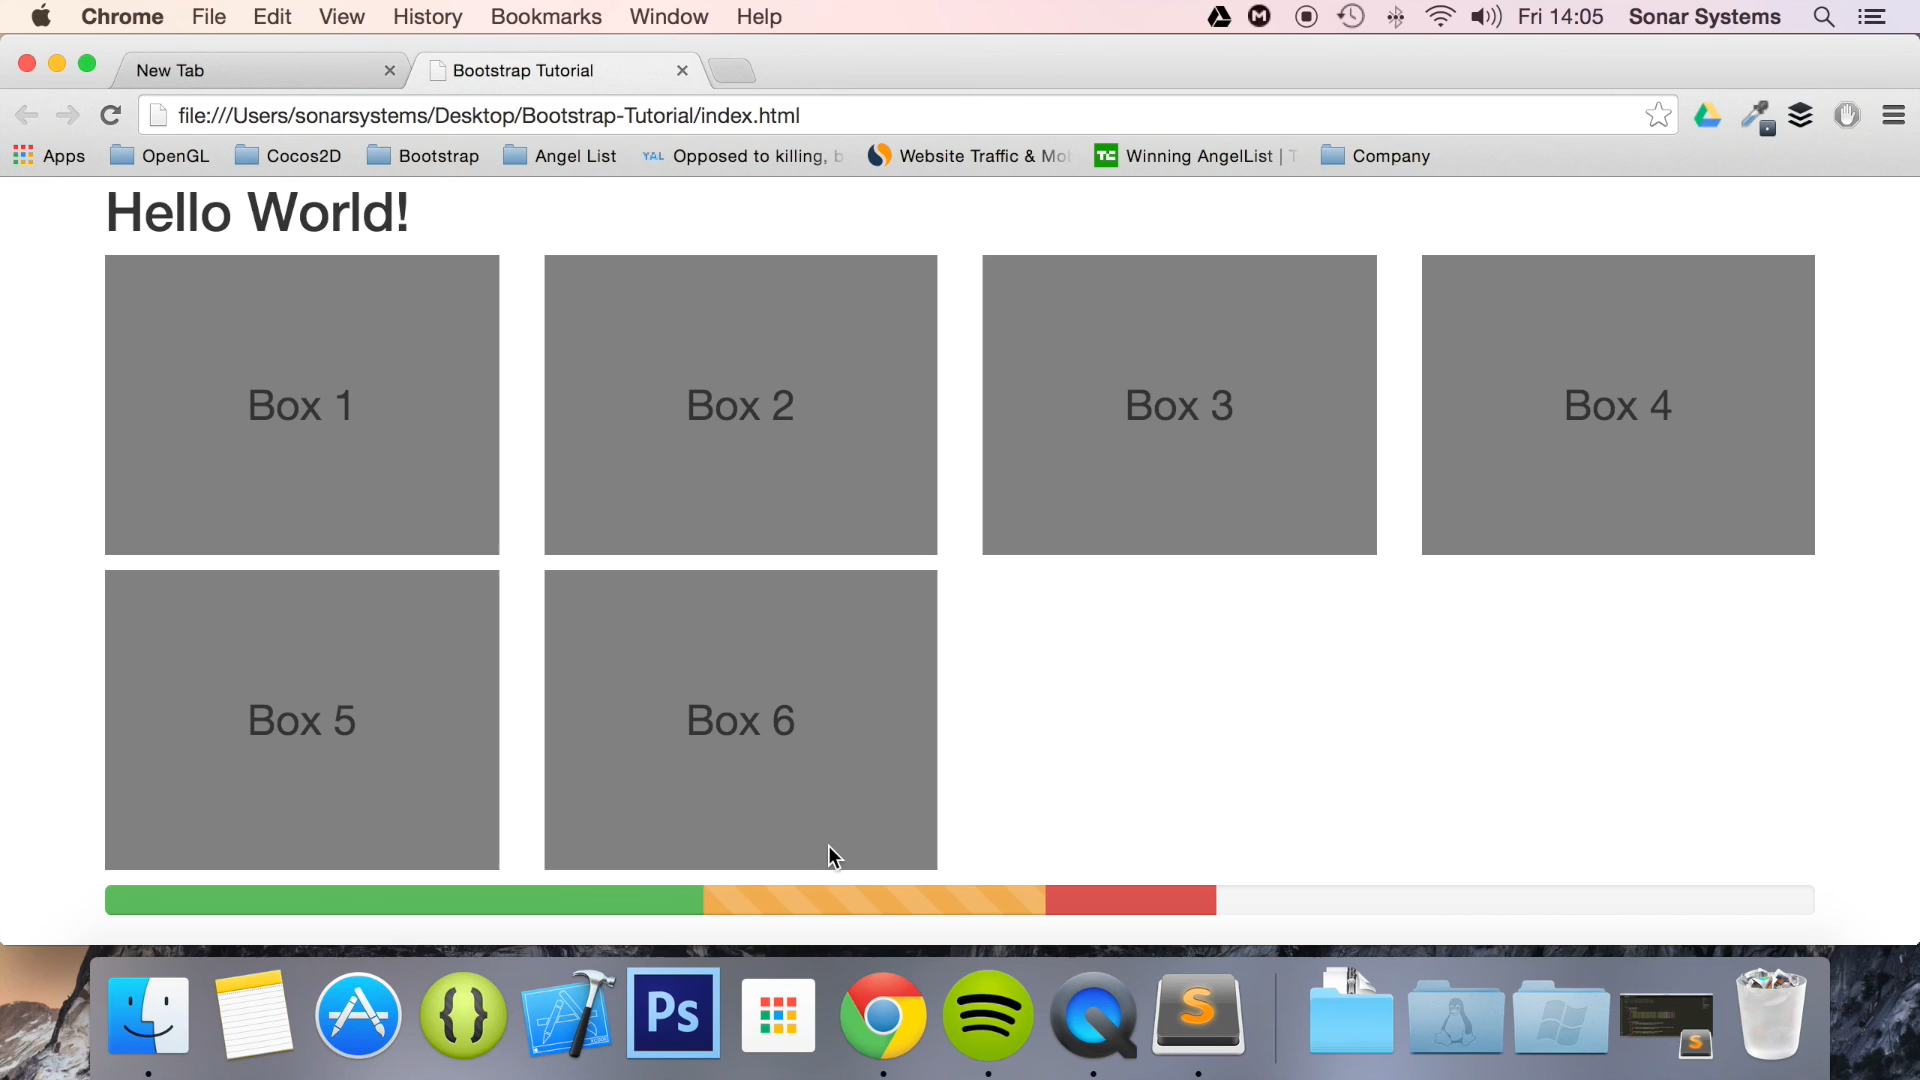 Chrome File Edit View History Bookmarks Window Help Fri 14:05 Sonar Systems
New Tab Bootstrap Tutorial
file:///Users/sonarsystems/Desktop/Bootstrap-Tutorial/index.html
Apps OpenGL Cocos2D Bootstrap Angel List YAL Opposed to killing, b Website Traffic & Mo TC Winning AngelList | T Company
Hello World!
Box 1 Box 2 Box 3 Box 4
Box 5 Box 6
Ps